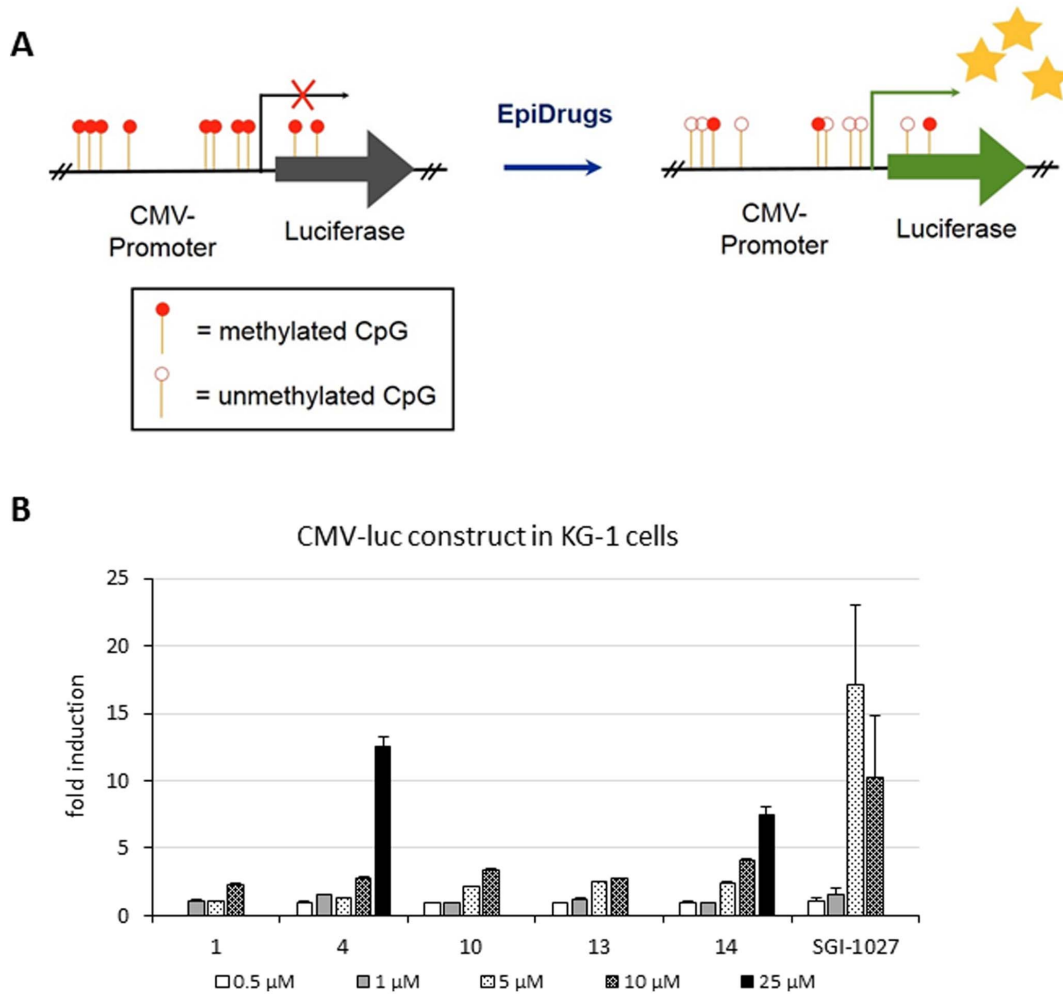 A
EpiDrugs
CMV-
Promoter
Luciferase
CMV-
Promoter
Luciferase
= methylated CpG
= unmethylated CpG
B
CMV-luc construct in KG-1 cells
fold induction
25
20
15
10
5
0
1 4 10 13 14 SGI-1027
0.5 µM 1 µM 5 µM 10 µM 25 µM